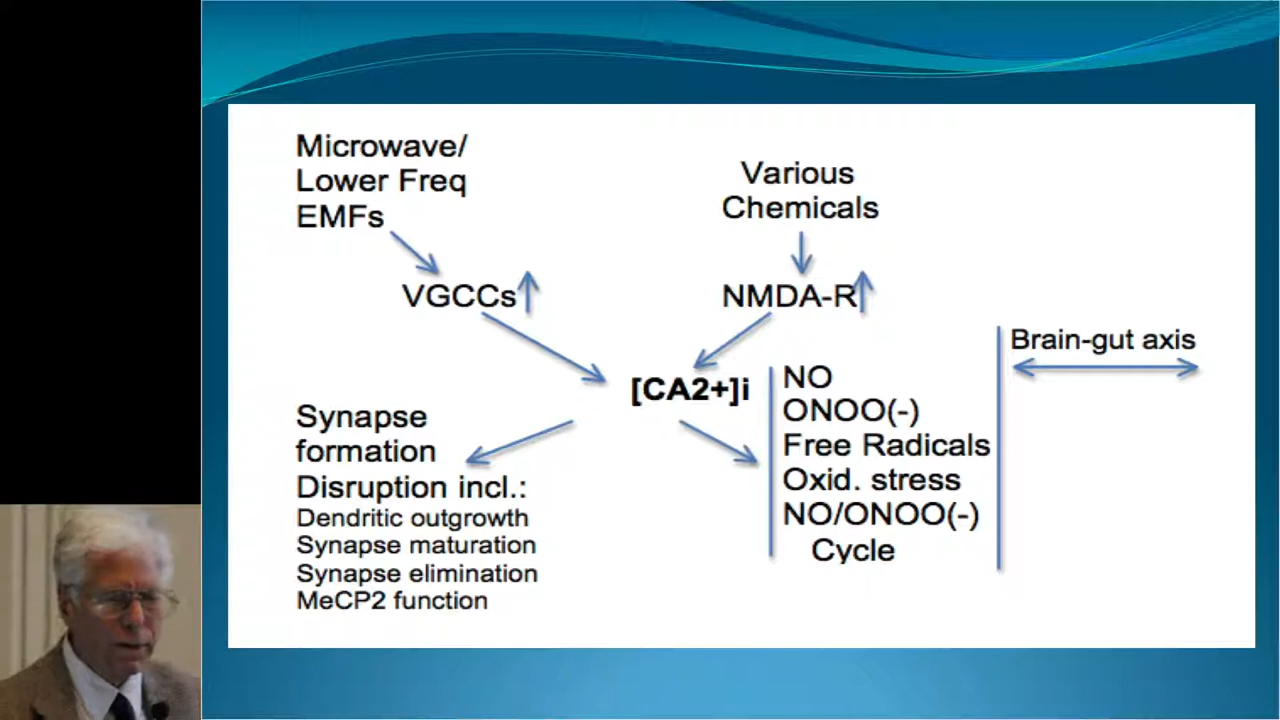 Microwave/
Lower Freq
EMFs
Various
Chemicals
VGCCs
NMDA-R
Brain-gut axis
[CA2+]i
NO
ONOO(-)
Free Radicals
Oxid. stress
NO/ONOO(-)
Cycle
Synapse
formation
Disruption incl.:
Dendritic outgrowth
Synapse maturation
Synapse elimination
MeCP2 function